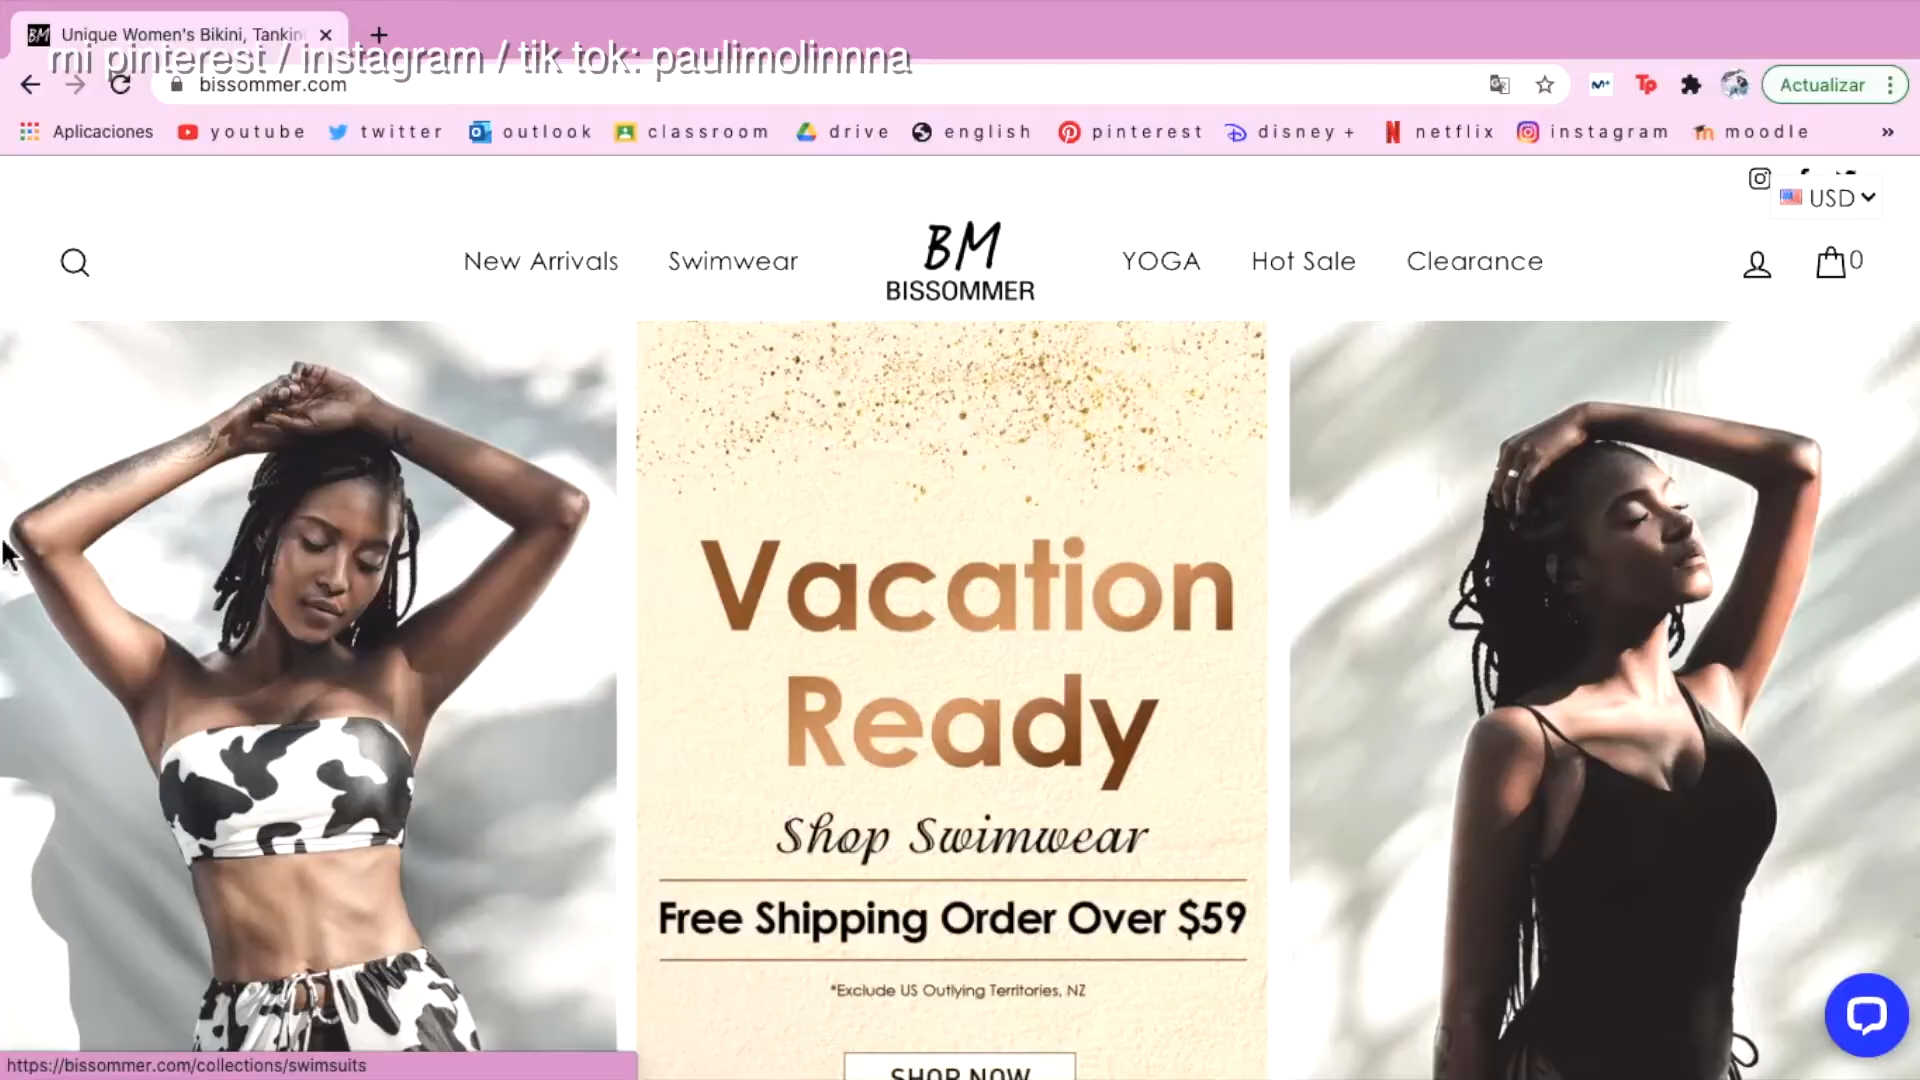 BM Unique Women's Bikini, Tankin
mi pinterest / instagram / tik tok: paulimolinnna
bissommer.com
Actualizar
Aplicaciones youtube twitter outlook classroom drive english pinterest disney + netflix instagram moodle »
USD
New Arrivals Swimwear BM YOGA Hot Sale Clearance 0
BISSOMMER
Vacation
Ready
Shop Swimwear
Free Shipping Order Over $59
*Exclude US Outlying Territories, NZ
SHOP NOW
https://bissommer.com/collections/swimsuits